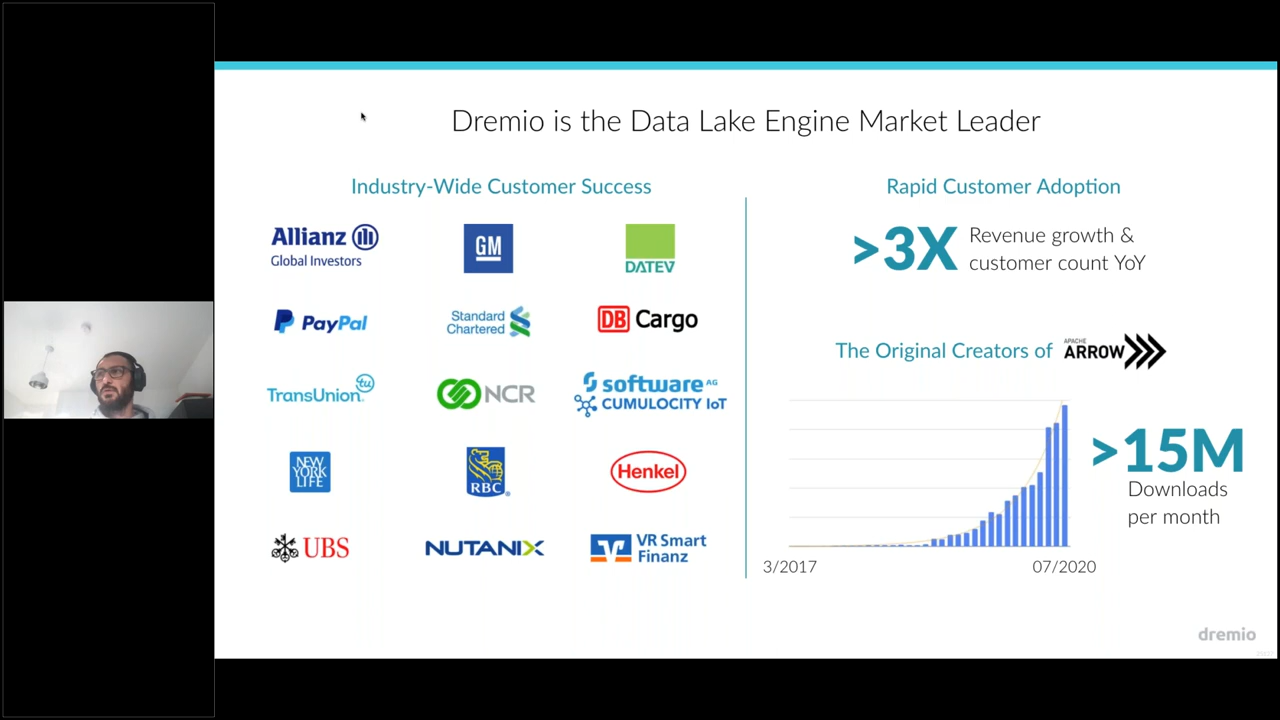 Dremio is the Data Lake Engine Market Leader
Industry-Wide Customer Success
Allianz
Global Investors
GM
DATEV
PayPal
Standard
Chartered
DB Cargo
TransUnion
tu
NCR
software AG
CUMULOCITY IoT
NEW
YORK
LIFE
RBC
Henkel
UBS
NUTANIX
VR Smart
Finanz
Rapid Customer Adoption
>3X
Revenue growth &
customer count YoY
The Original Creators of
APACHE
ARROW
>15M
Downloads
per month
3/2017
07/2020
dremio